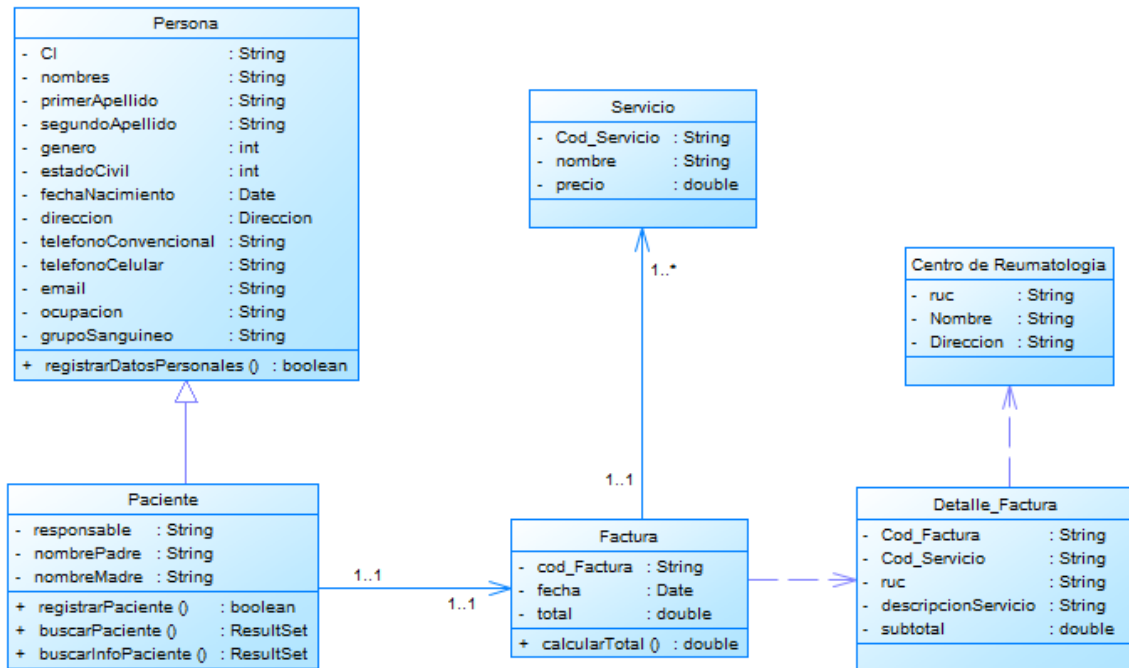 Persona
- CI : String
- nombres : String
- primerApellido : String
- segundoApellido : String
- genero : int
- estadoCivil : int
- fechaNacimiento : Date
- direccion : Direccion
- telefonoConvencional : String
- telefonoCelular : String
- email : String
- ocupacion : String
- grupoSanguineo : String
+ registrarDatosPersonales () : boolean
Servicio
- Cod_Servicio : String
- nombre : String
- precio : double
1..*
Centro de Reumatologia
- ruc : String
- Nombre : String
- Direccion : String
1..1
Paciente
- responsable : String
- nombrePadre : String
- nombreMadre : String
+ registrarPaciente () : boolean
+ buscarPaciente () : ResultSet
+ buscarInfoPaciente () : ResultSet
1..1
1..1
Factura
- cod_Factura : String
- fecha : Date
- total : double
+ calcularTotal () : double
Detalle_Factura
- Cod_Factura : String
- Cod_Servicio : String
- ruc : String
- descripcionServicio : String
- subtotal : double